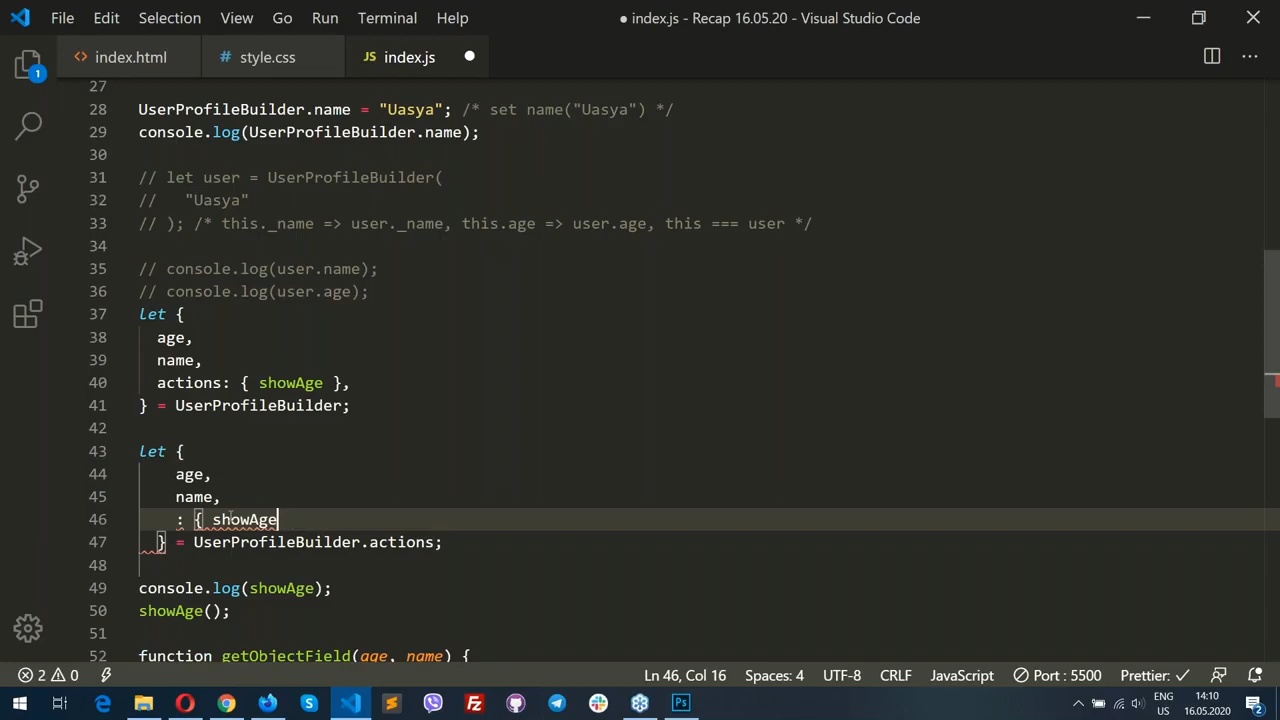 File Edit Selection View Go Run Terminal Help ● index.js - Recap 16.05.20 - Visual Studio Code
<> index.html # style.css JS index.js
1
27
28 UserProfileBuilder.name = "Uasya"; /* set name("Uasya") */
29 console.log(UserProfileBuilder.name);
30
31 // let user = UserProfileBuilder(
32 //   "Uasya"
33 // ); /* this._name => user._name, this.age => user.age, this === user */
34
35 // console.log(user.name);
36 // console.log(user.age);
37 let {
38   age,
39   name,
40   actions: { showAge },
41 } = UserProfileBuilder;
42
43 let {
44     age,
45     name,
46     : { showAge
47   } = UserProfileBuilder.actions;
48
49 console.log(showAge);
50 showAge();
51
52 function getObjectField(age, name) {
2 0 Ln 46, Col 16 Spaces: 4 UTF-8 CRLF JavaScript Port : 5500 Prettier: ✓
ENG 14:10
US 16.05.2020 2